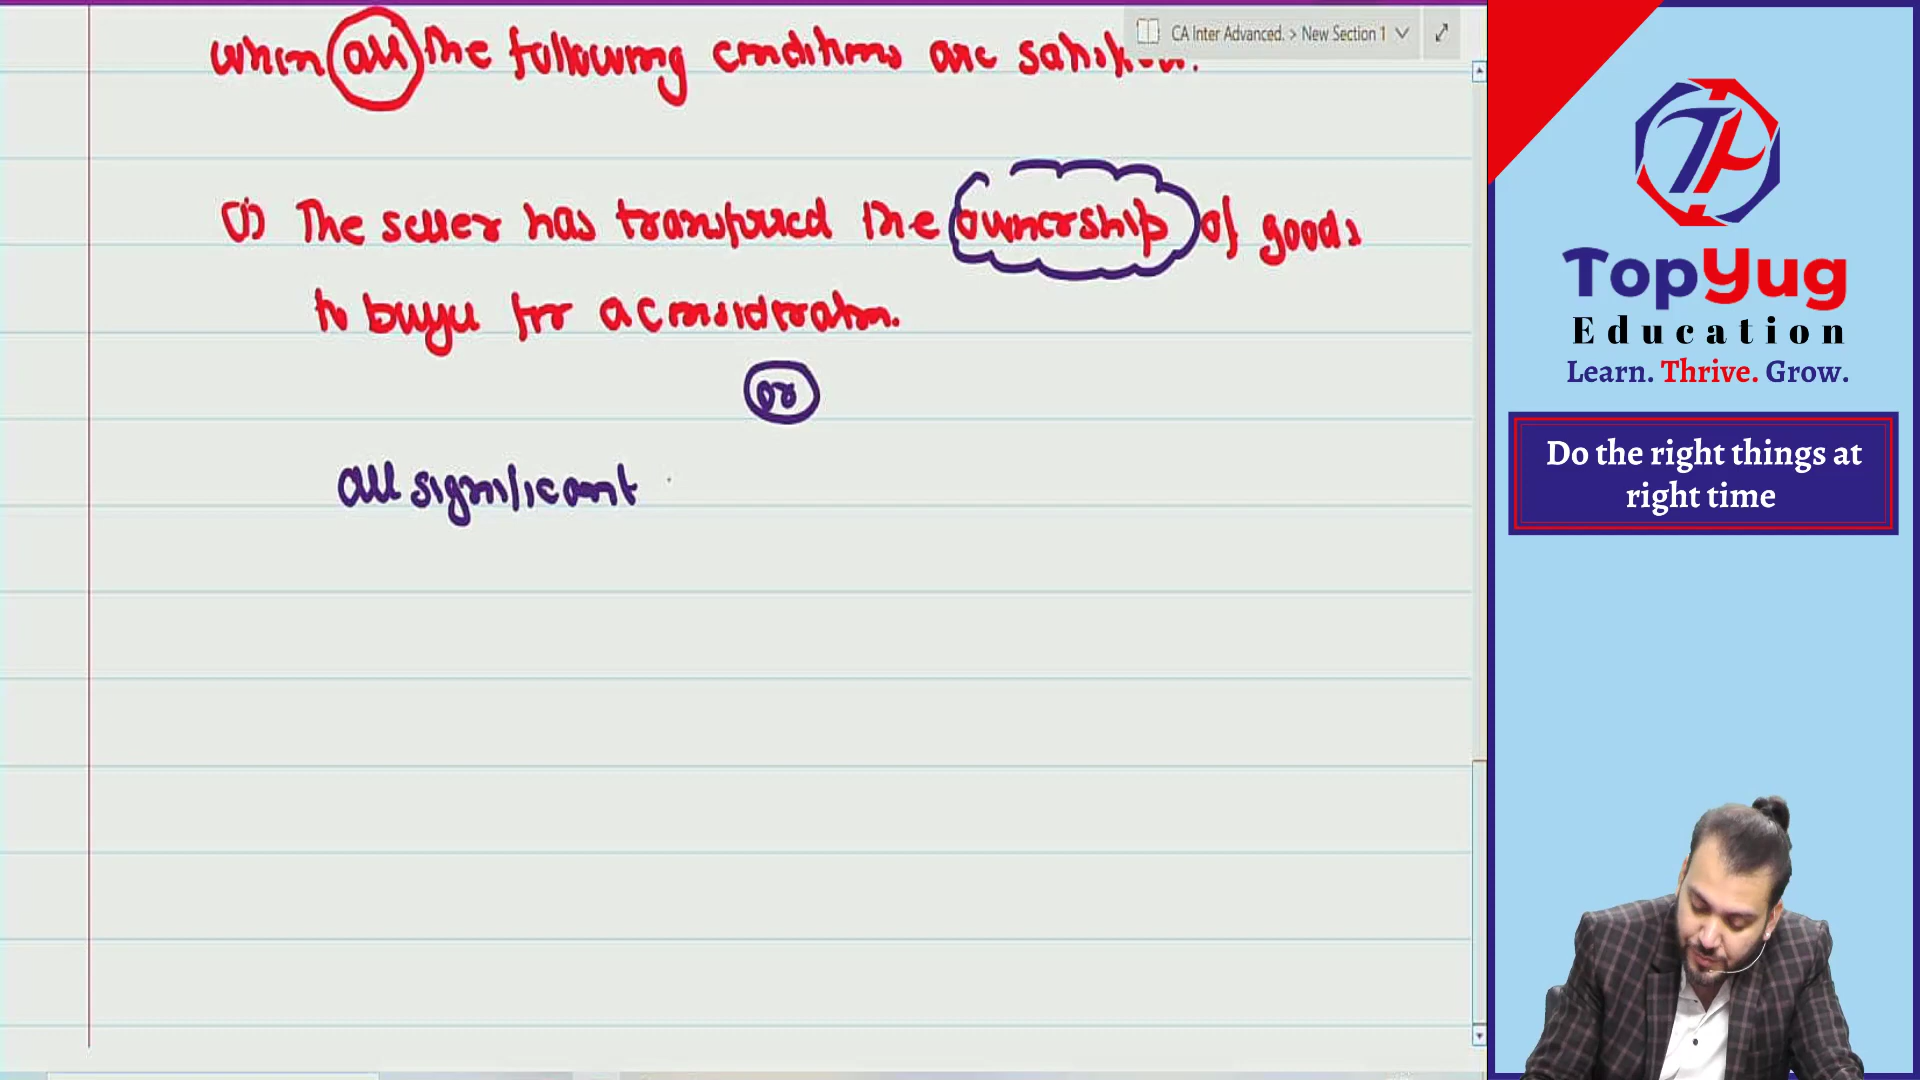 when all the following conditions are satisfied.
CA Inter Advanced. > New Section 1
(i) The seller has transferred the ownership of goods
to buyer for a consideration.
or
all significant
TopYug
Education
Learn. Thrive. Grow.
Do the right things at
right time